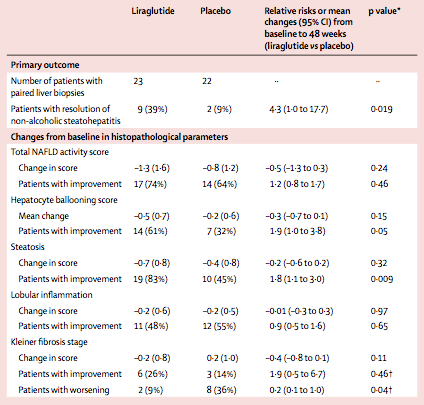 Liraglutide Placebo Relative risks or mean changes (95% CI) from baseline to 48 weeks (liraglutide vs placebo) p value*
Primary outcome
Number of patients with paired liver biopsies 23 22 ·· ··
Patients with resolution of non-alcoholic steatohepatitis 9 (39%) 2 (9%) 4·3 (1·0 to 17·7) 0·019
Changes from baseline in histopathological parameters
Total NAFLD activity score
Change in score –1·3 (1·6) –0·8 (1·2) –0·5 (–1·3 to 0·3) 0·24
Patients with improvement 17 (74%) 14 (64%) 1·2 (0·8 to 1·7) 0·46
Hepatocyte ballooning score
Mean change –0·5 (0·7) –0·2 (0·6) –0·3 (–0·7 to 0·1) 0·15
Patients with improvement 14 (61%) 7 (32%) 1·9 (1·0 to 3·8) 0·05
Steatosis
Change in score –0·7 (0·8) –0·4 (0·8) –0·2 (–0·6 to 0·2) 0·32
Patients with improvement 19 (83%) 10 (45%) 1·8 (1·1 to 3·0) 0·009
Lobular inflammation
Change in score –0·2 (0·6) –0·2 (0·5) –0·01 (–0·3 to 0·3) 0·97
Patients with improvement 11 (48%) 12 (55%) 0·9 (0·5 to 1·6) 0·65
Kleiner fibrosis stage
Change in score –0·2 (0·8) 0·2 (1·0) –0·4 (–0·8 to 0·1) 0·11
Patients with improvement 6 (26%) 3 (14%) 1·9 (0·5 to 6·7) 0·46†
Patients with worsening 2 (9%) 8 (36%) 0·2 (0·1 to 1·0) 0·04†